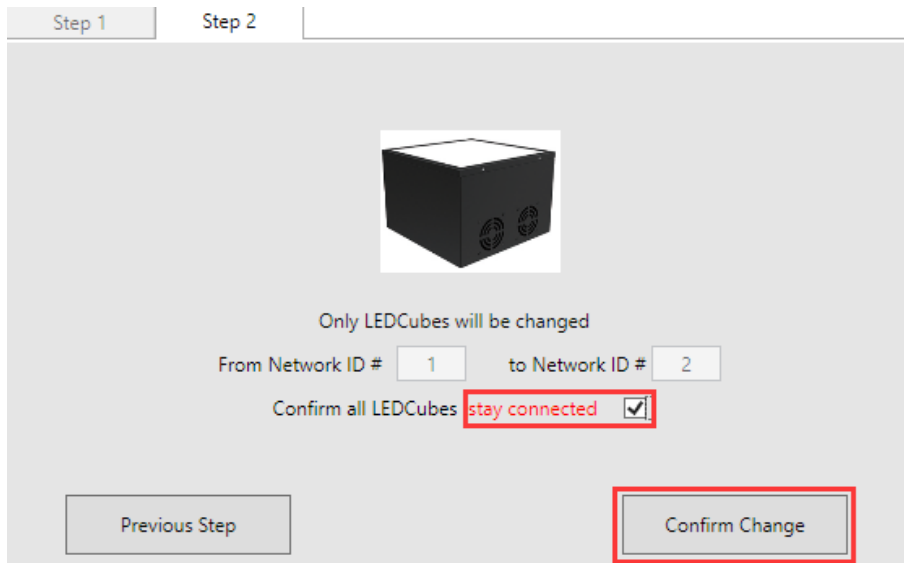 Step 1 Step 2
Only LEDCubes will be changed
From Network ID # 1 to Network ID # 2
Confirm all LEDCubes stay connected
Previous Step Confirm Change